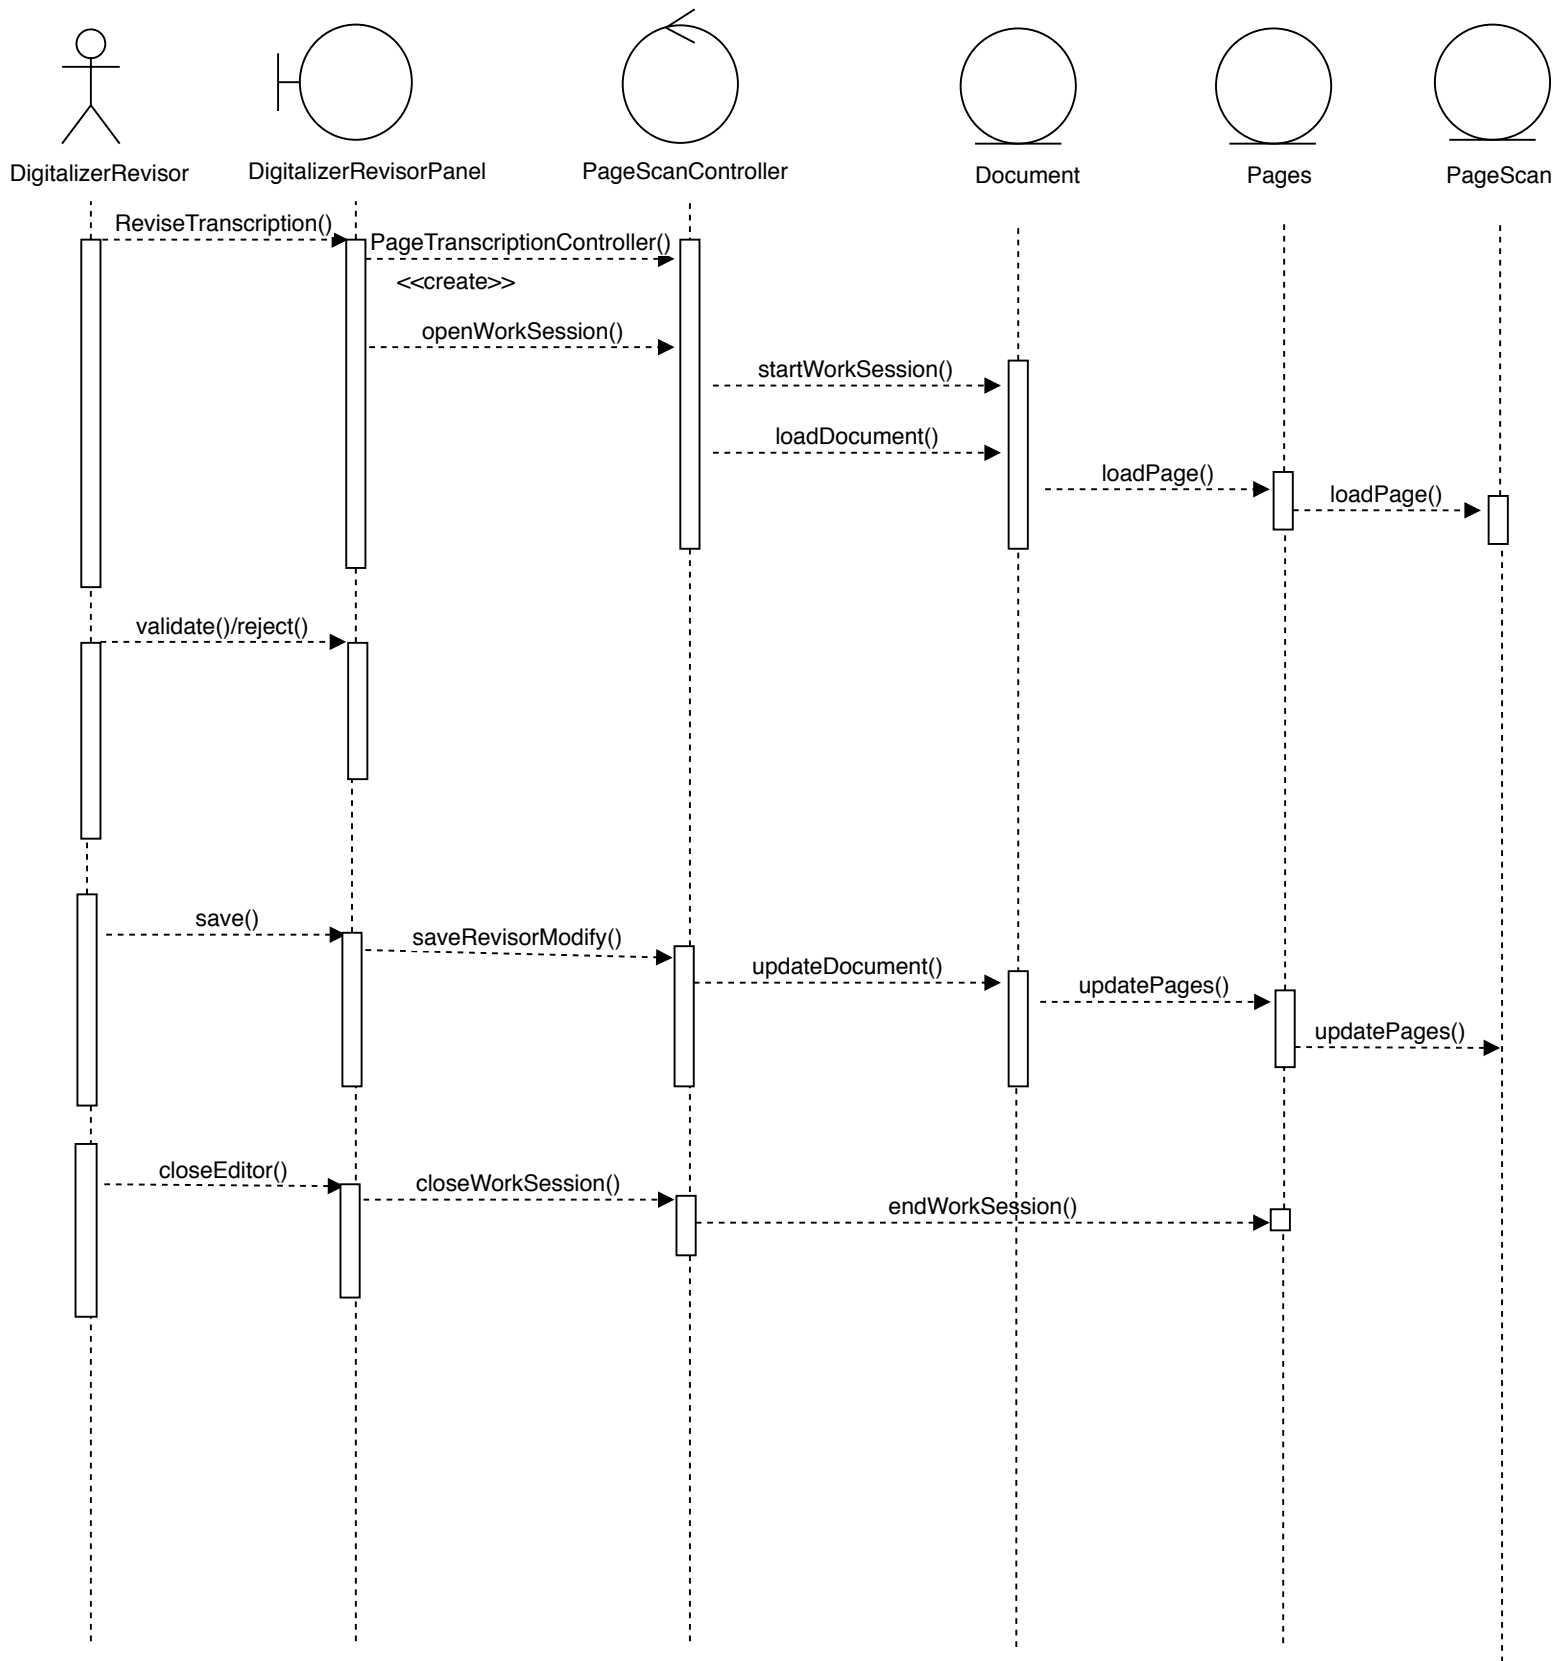 DigitalizerRevisor
DigitalizerRevisorPanel
PageScanController
Document
Pages
PageScan
ReviseTranscription()
PageTranscriptionController()
<<create>>
openWorkSession()
startWorkSession()
loadDocument()
loadPage()
loadPage()
validate()/reject()
save()
saveRevisorModify()
updateDocument()
updatePages()
updatePages()
closeEditor()
closeWorkSession()
endWorkSession()